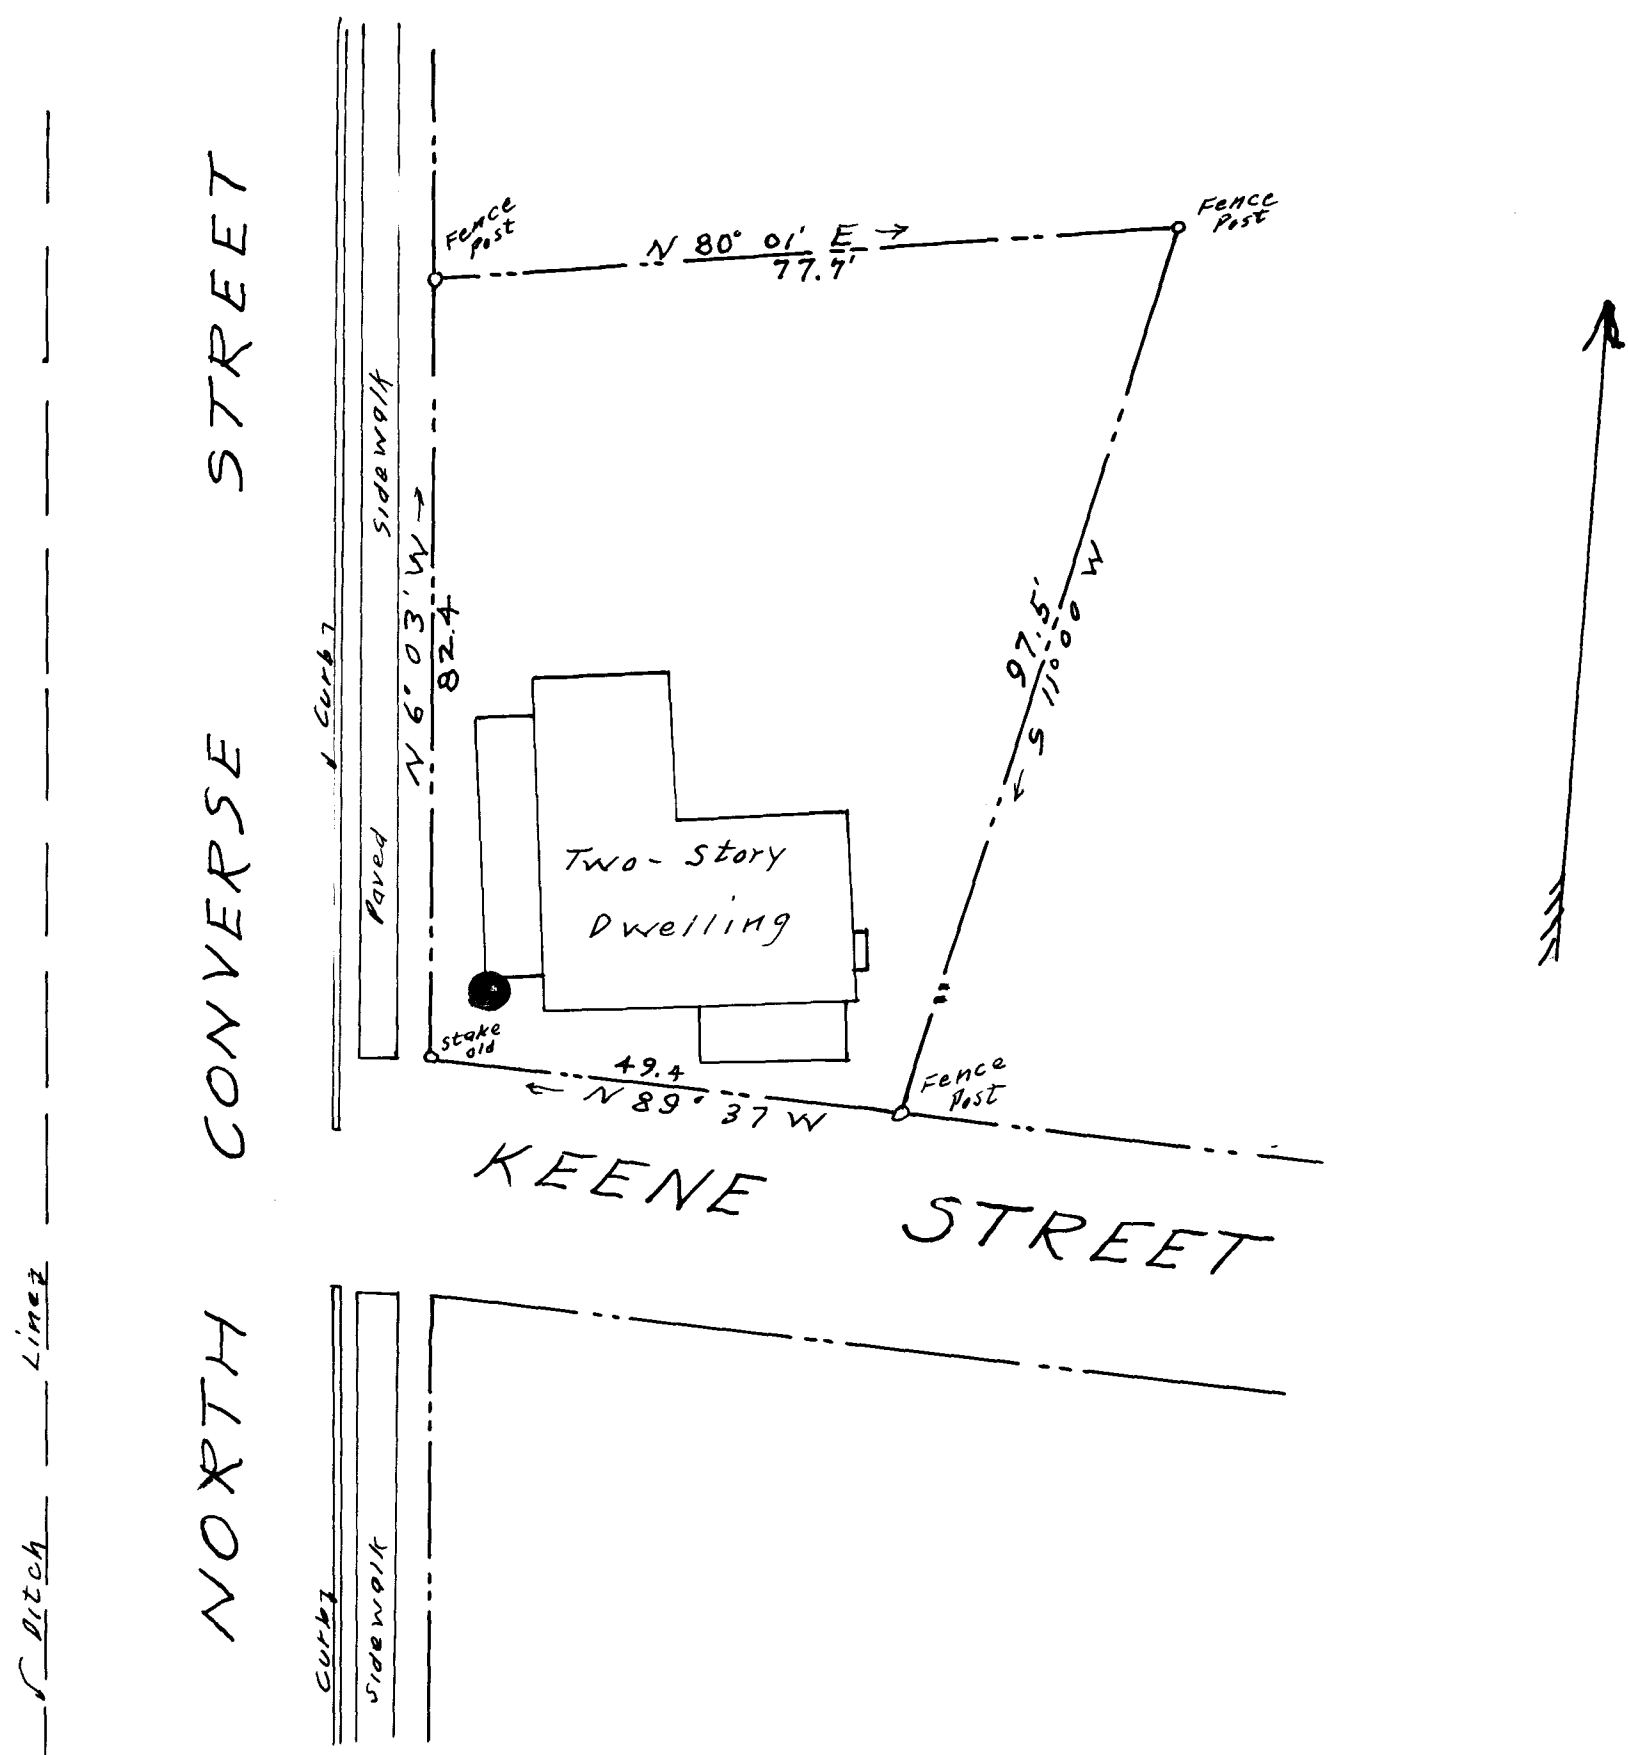 Fence
Post
N 80° 01' E →
77.7'
Fence
Post
NORTH CONVERSE STREET
Paved Sidewalk
Curb
N 6° 03' W →
82.4
97.5'
← S 11° 00 W
Two-Story
Dwelling
Stake
old
49.4
← N 89° 37 W
Fence
Post
KEENE STREET
Ditch Line
Curb
Sidewalk